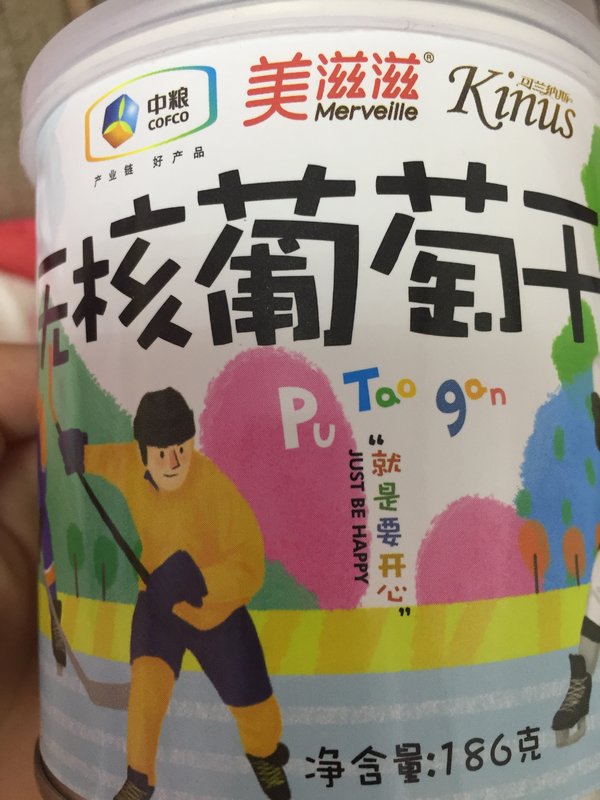 中粮
COFCO
产业链 好产品
美滋滋®
Merveille
可兰纳斯
Kinus
无核葡萄干
Pu Tao gan
“就是要开心”
JUST BE HAPPY
净含量:186克